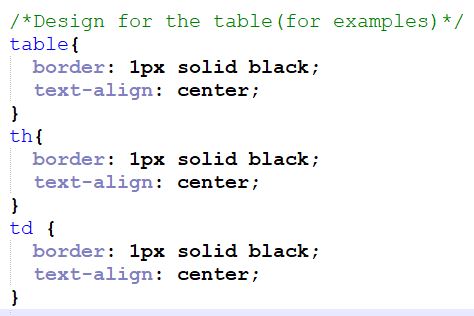 /*Design for the table(for examples)*/
table{
border: 1px solid black;
text-align: center;
}
th{
border: 1px solid black;
text-align: center;
}
td {
border: 1px solid black;
text-align: center;
}